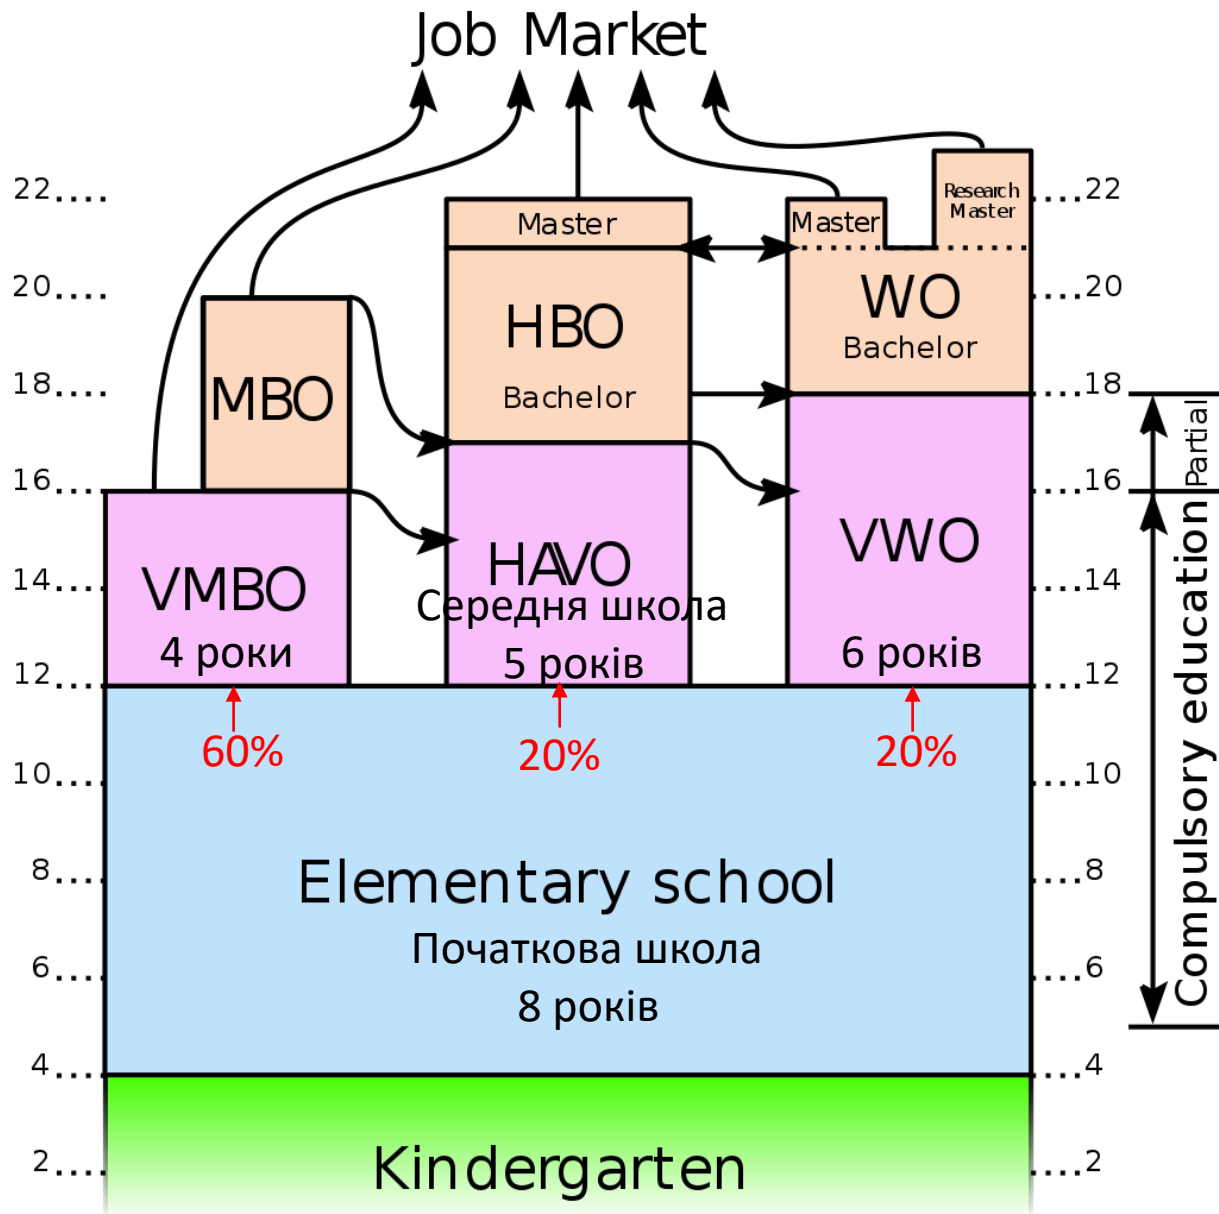 Job Market
22....
....22
Master
Master
Research
Master
20....
....20
HBO
WO
Bachelor
18....
....18
MBO
Bachelor
Partial
16....
....16
HAVO
VWO
VMBO
14....
....14
Середня школа
4 роки
5 років
6 років
12....
....12
60%
20%
20%
10....
....10
Compulsory education
Elementary school
8....
....8
Початкова школа
6....
....6
8 років
4....
....4
Kindergarten
2....
....2